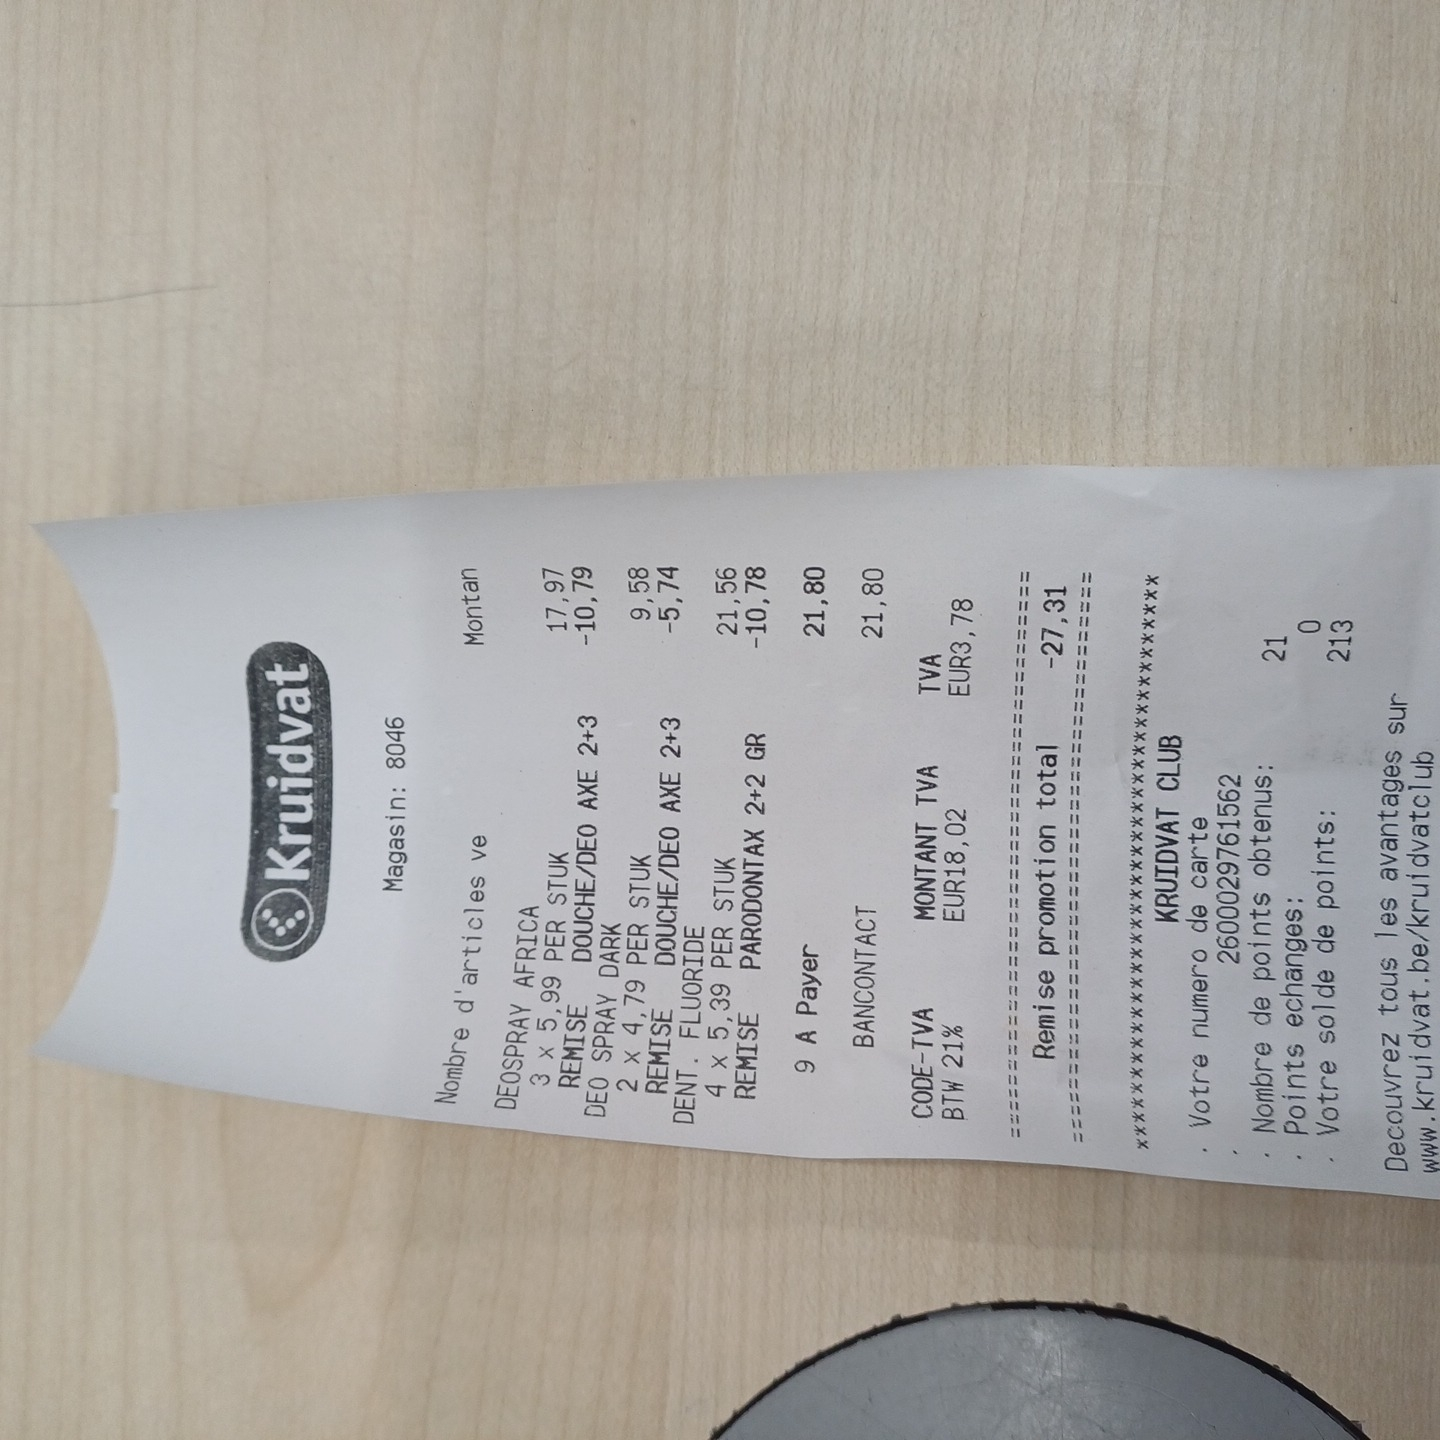 Kruidvat
Magasin: 8046
Nombre d'articles ve Montan
DEOSPRAY AFRICA
3 x 5,99 PER STUK 17,97
REMISE DOUCHE/DEO AXE 2+3 -10,79
DEO SPRAY DARK
2 x 4,79 PER STUK 9,58
REMISE DOUCHE/DEO AXE 2+3 -5,74
DENT. FLUORIDE
4 x 5,39 PER STUK 21,56
REMISE PARODONTAX 2+2 GR -10,78
9 A Payer 21,80
BANCONTACT 21,80
CODE-TVA MONTANT TVA TVA
BTW 21% EUR18,02 EUR3,78
==========================================
Remise promotion total -27,31
==========================================
******************************************
KRUIDVAT CLUB
. Votre numero de carte
. 2600029761562
. Nombre de points obtenus: 21
. Points echanges: 0
. Votre solde de points: 213
Decouvrez tous les avantages sur
www.kruidvat.be/kruidvatclub